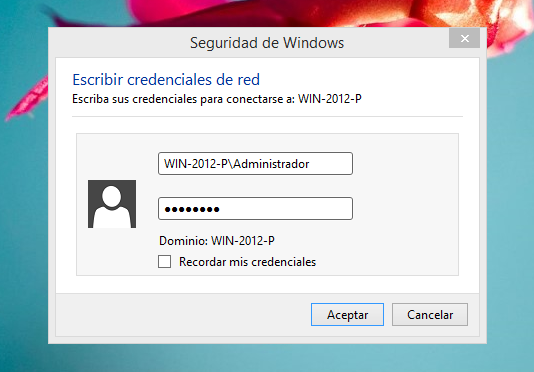 Seguridad de Windows
Escribir credenciales de red
Escriba sus credenciales para conectarse a: WIN-2012-P
WIN-2012-P\Administrador
••••••••
Dominio: WIN-2012-P
Recordar mis credenciales
Aceptar Cancelar